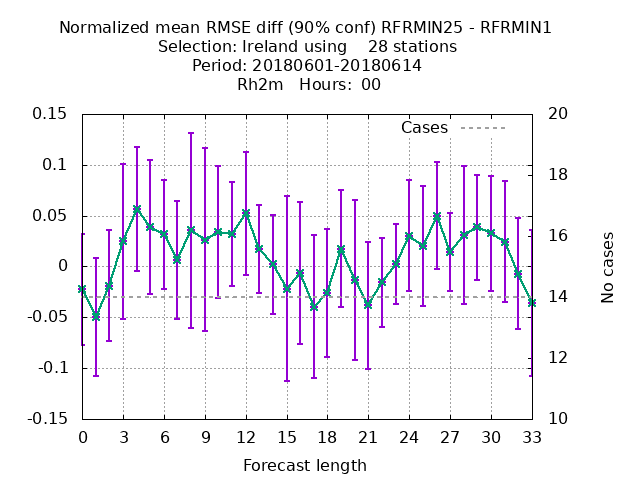 Normalized mean RMSE diff (90% conf) RFRMIN25 - RFRMIN1
Selection: Ireland using    28 stations
Period: 20180601-20180614
Rh2m   Hours:  00
Cases
0.15
0.1
0.05
0
-0.05
-0.1
-0.15
20
18
16
14
12
10
No cases
0 3 6 9 12 15 18 21 24 27 30 33
Forecast length